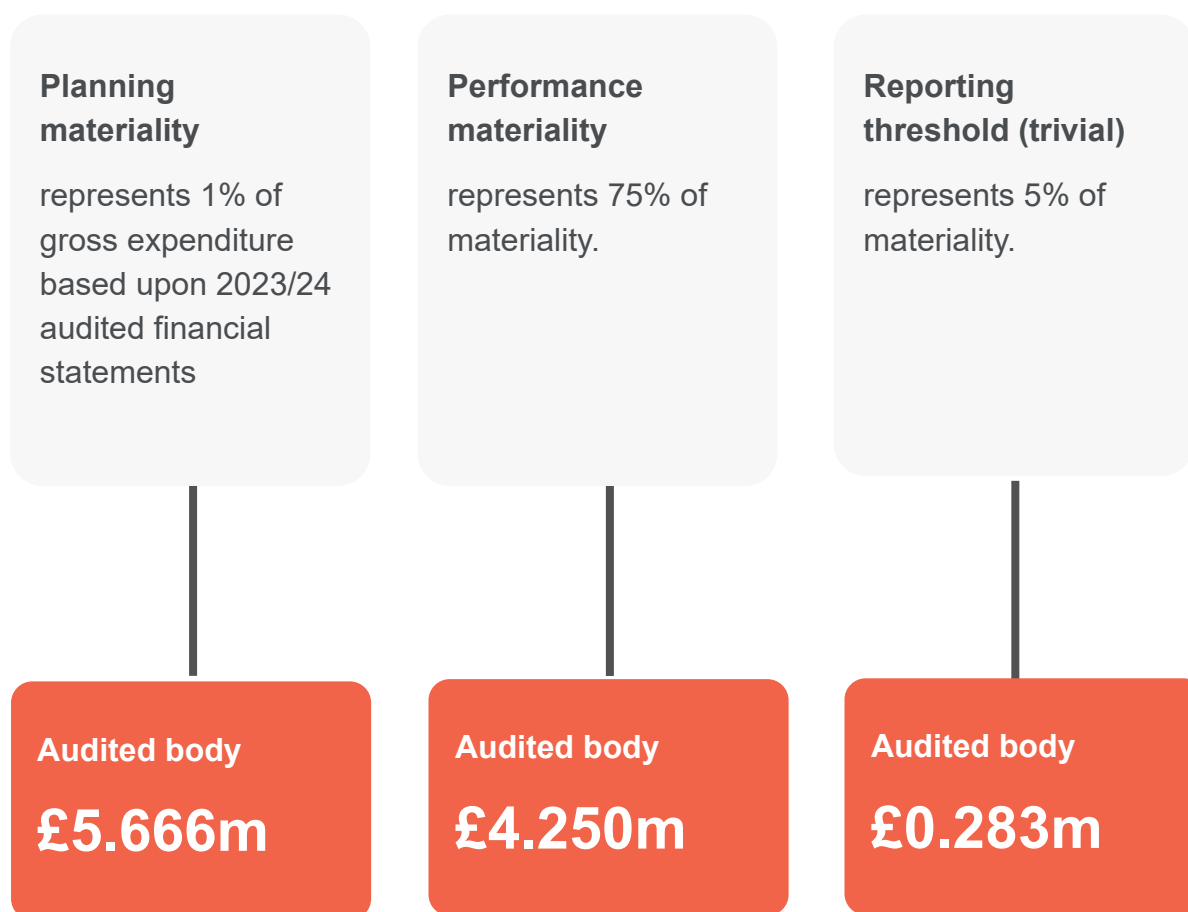 Planning
materiality
represents 1% of
gross expenditure
based upon 2023/24
audited financial
statements
Audited body
£5.666m
Performance
materiality
represents 75% of
materiality.
Audited body
£4.250m
Reporting
threshold (trivial)
represents 5% of
materiality.
Audited body
£0.283m